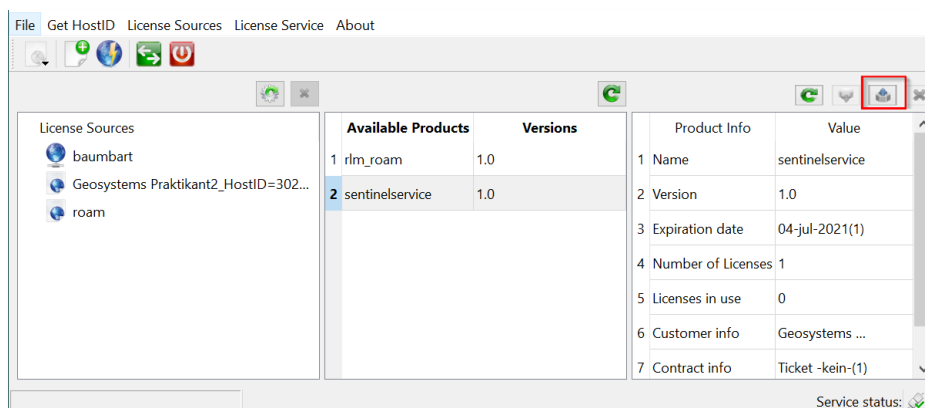 File Get HostID License Sources License Service About
License Sources
baumbart
Geosystems Praktikant2_HostID=302...
roam
Available Products Versions
1 rlm_roam 1.0
2 sentinelservice 1.0
Product Info Value
1 Name sentinelservice
2 Version 1.0
3 Expiration date 04-jul-2021(1)
4 Number of Licenses 1
5 Licenses in use 0
6 Customer info Geosystems ...
7 Contract info Ticket -kein-(1)
Service status: